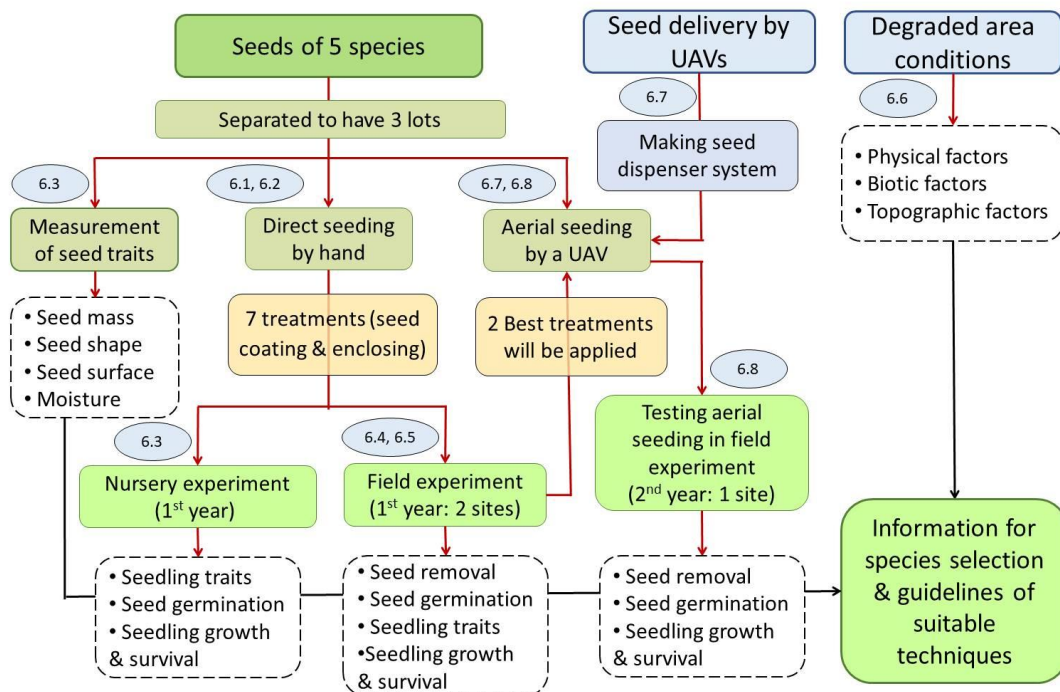 Seeds of 5 species
Seed delivery by
UAVs
Degraded area
conditions
6.7
6.6
Separated to have 3 lots
Making seed
dispenser system
• Physical factors
• Biotic factors
• Topographic factors
6.3
6.1, 6.2
6.7, 6.8
Measurement
of seed traits
Direct seeding
by hand
Aerial seeding
by a UAV
• Seed mass
• Seed shape
• Seed surface
• Moisture
7 treatments (seed
coating & enclosing)
2 Best treatments
will be applied
6.8
6.3
6.4, 6.5
Testing aerial
seeding in field
experiment
(2nd year: 1 site)
Nursery experiment
(1st year)
Field experiment
(1st year: 2 sites)
Information for
species selection
& guidelines of
suitable
techniques
• Seedling traits
• Seed germination
• Seedling growth
& survival
• Seed removal
• Seed germination
• Seedling traits
•Seedling growth
& survival
• Seed removal
• Seed germination
• Seedling growth
& survival